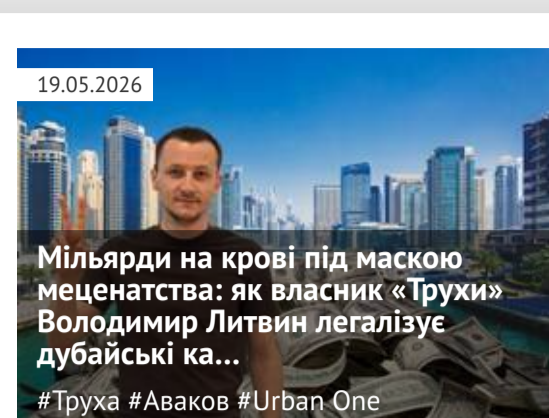 19.05.2026
Мільярди на крові під маскою
меценатства: як власник «Трухи»
Володимир Литвин легалізує
дубайські ка...
#Труха #Аваков #Urban One